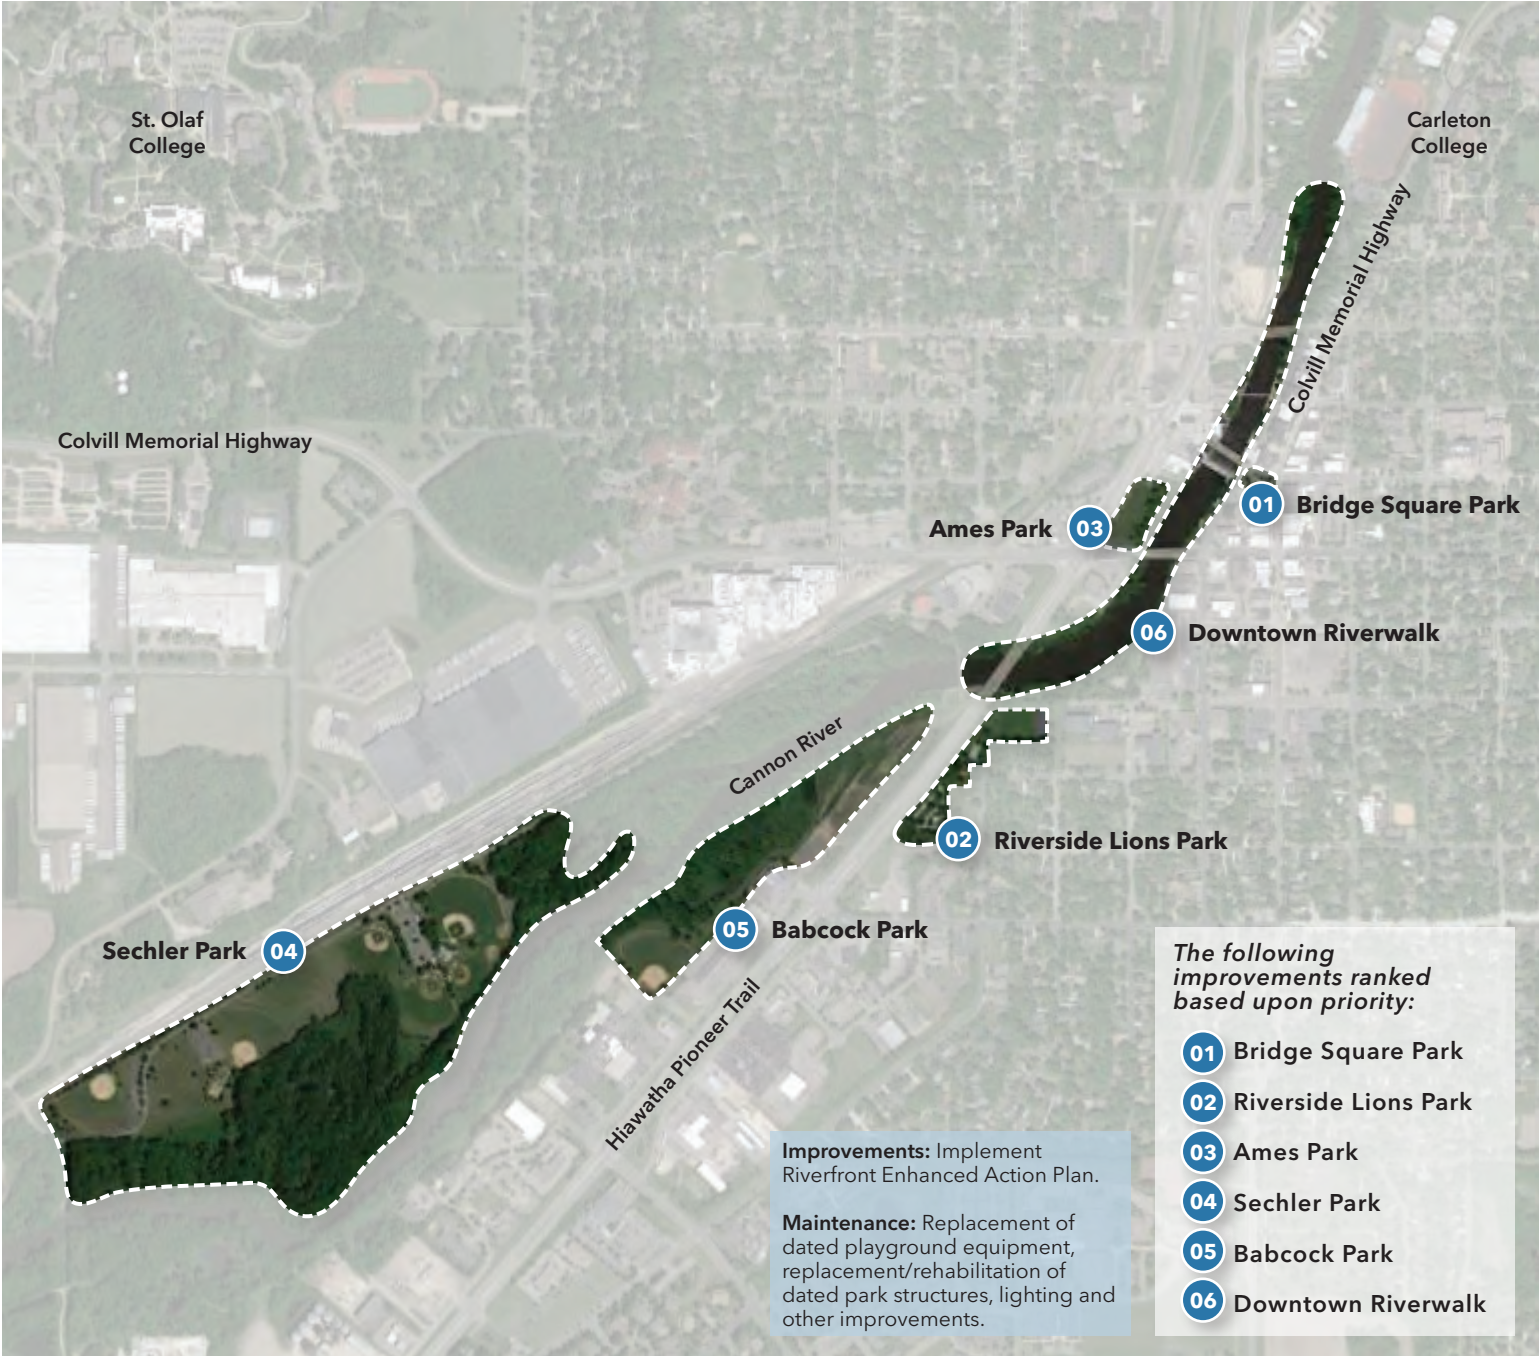 St. Olaf
College
Carleton
College
Colvill Memorial Highway
Colvill Memorial Highway
01 Bridge Square Park
Ames Park 03
06 Downtown Riverwalk
Cannon River
02 Riverside Lions Park
05 Babcock Park
Sechler Park 04
Hiawatha Pioneer Trail
Improvements: Implement
Riverfront Enhanced Action Plan.
Maintenance: Replacement of
dated playground equipment,
replacement/rehabilitation of
dated park structures, lighting and
other improvements.
The following
improvements ranked
based upon priority:
01 Bridge Square Park
02 Riverside Lions Park
03 Ames Park
04 Sechler Park
05 Babcock Park
06 Downtown Riverwalk